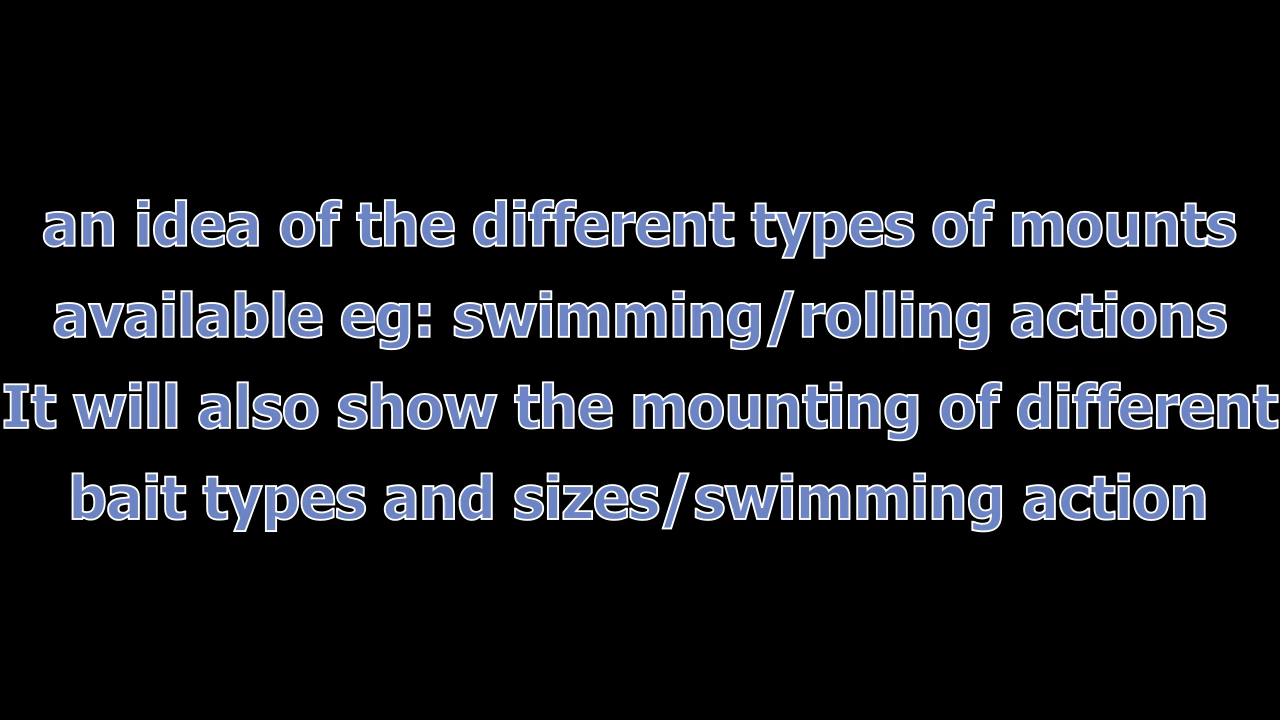 an idea of the different types of mounts
available eg: swimming/rolling actions
It will also show the mounting of different
bait types and sizes/swimming action